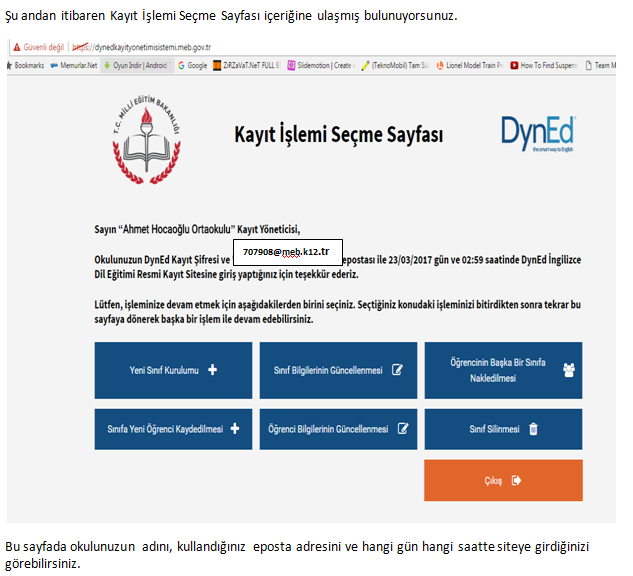 Şu andan itibaren Kayıt İşlemi Seçme Sayfası içeriğine ulaşmış bulunuyorsunuz.
Güvenli değil | https://dynedkayityonetimisistemi.meb.gov.tr
Bookmarks Memurlar.Net Oyun İndir | Android T Google ZiRZaVaT.NeT FULL B Slidemotion | Create a (TeknoMobil) Tam Sü Lionel Model Train Pr How To Find Suspens Team M
T.C. MİLLİ EĞİTİM BAKANLIĞI
Kayıt İşlemi Seçme Sayfası
DynEd
the smart way to English
Sayın "Ahmet Hocaoğlu Ortaokulu" Kayıt Yöneticisi,
707908@meb.k12.tr
Okulunuzun DynEd Kayıt Şifresi ve epostası ile 23/03/2017 gün ve 02:59 saatinde DynEd İngilizce
Dil Eğitimi Resmi Kayıt Sitesine giriş yaptığınız için teşekkür ederiz.
Lütfen, işleminize devam etmek için aşağıdakilerden birini seçiniz. Seçtiğiniz konudaki işleminizi bitirdikten sonra tekrar bu
sayfaya dönerek başka bir işlem ile devam edebilirsiniz.
Yeni Sınıf Kurulumu
Sınıf Bilgilerinin Güncellenmesi
Öğrencinin Başka Bir Sınıfa
Nakledilmesi
Sınıfa Yeni Öğrenci Kaydedilmesi
Öğrenci Bilgilerinin Güncellenmesi
Sınıf Silinmesi
Çıkış
Bu sayfada okulunuzun adını, kullandığınız eposta adresini ve hangi gün hangi saatte siteye girdiğinizi
görebilirsiniz.